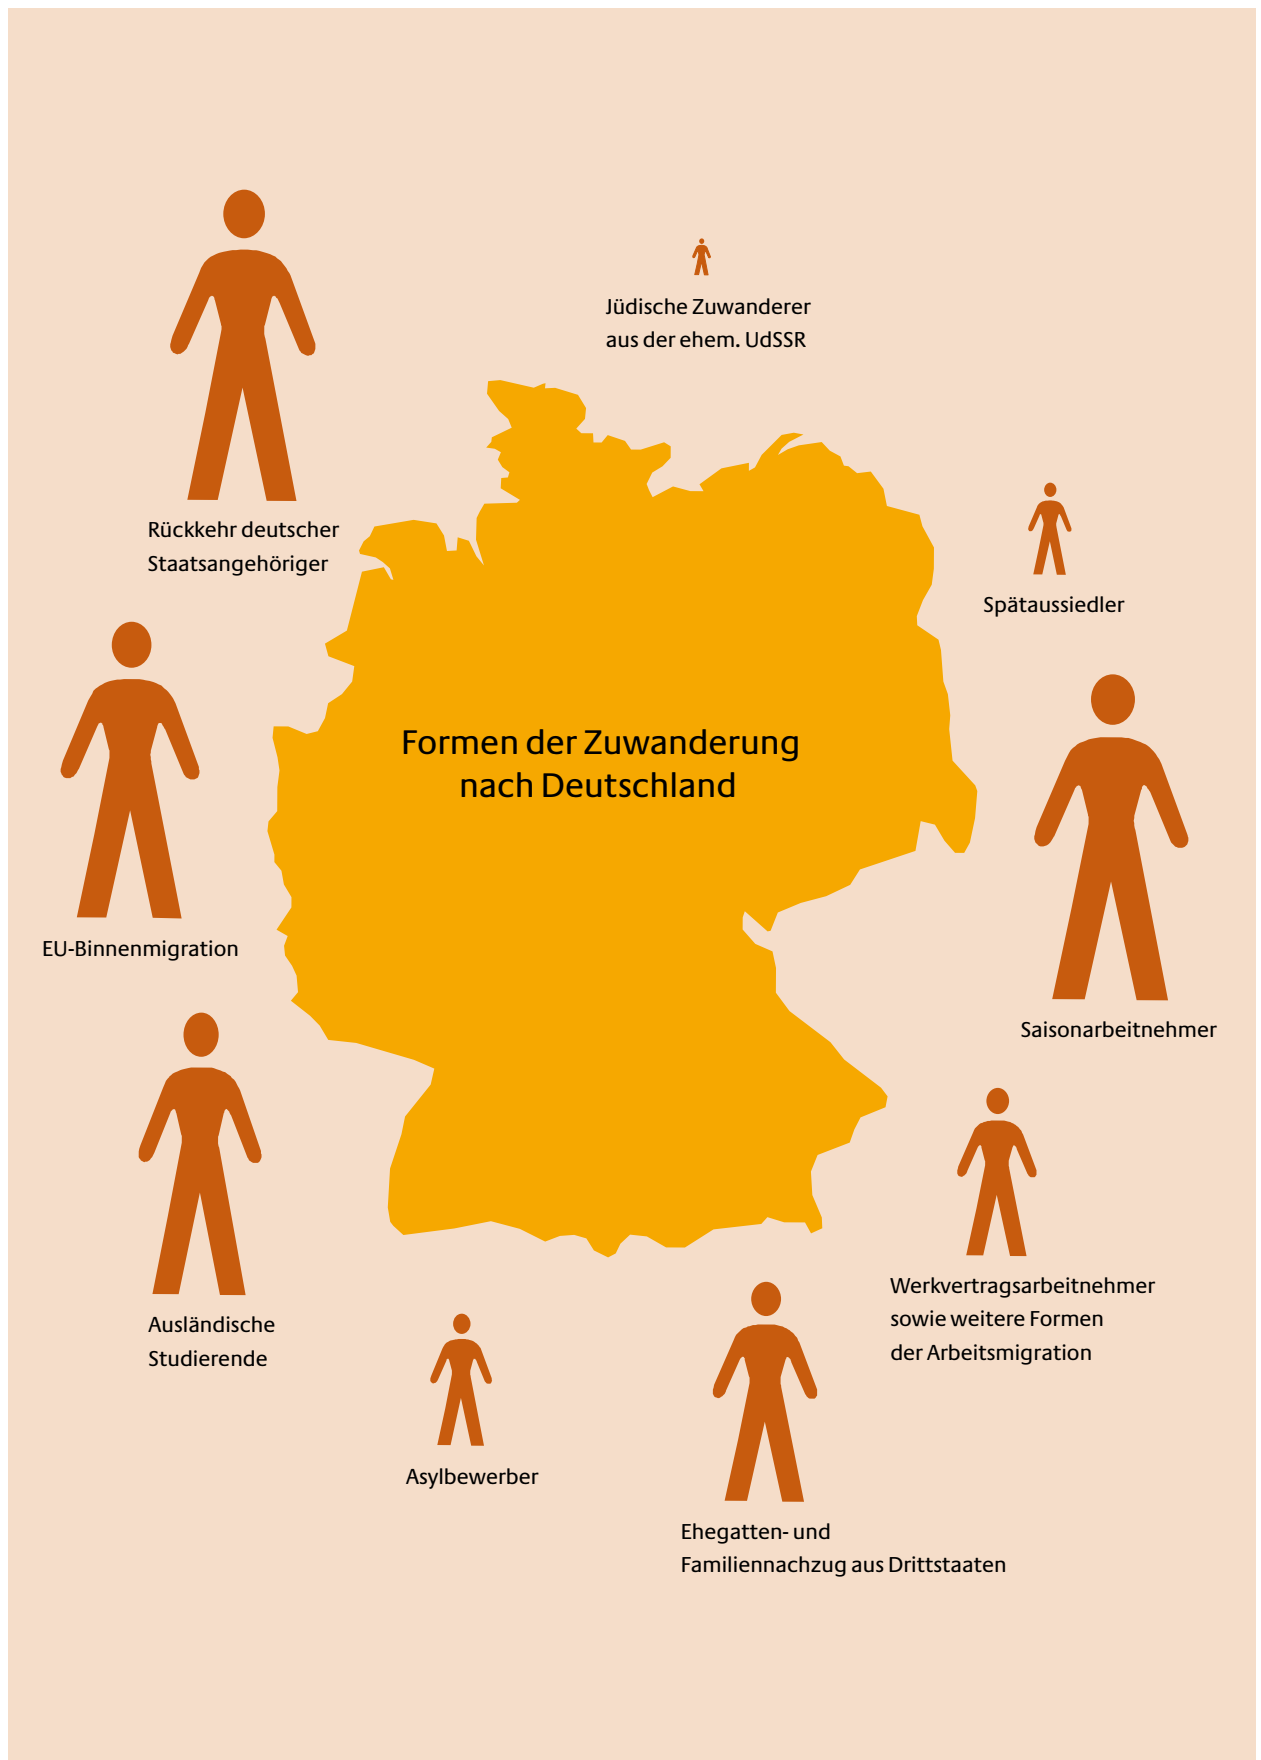 Jüdische Zuwanderer
aus der ehem. UdSSR
Rückkehr deutscher
Staatsangehöriger
Spätaussiedler
Formen der Zuwanderung
nach Deutschland
EU-Binnenmigration
Saisonarbeitnehmer
Werkvertragsarbeitnehmer
sowie weitere Formen
der Arbeitsmigration
Ausländische
Studierende
Asylbewerber
Ehegatten- und
Familiennachzug aus Drittstaaten